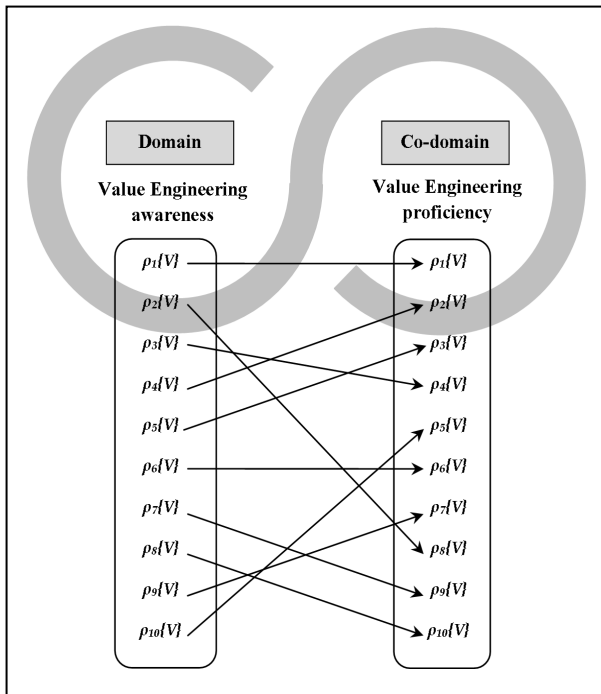 Domain
Co-domain
Value Engineering
awareness
Value Engineering
proficiency
ρ1{V}
ρ2{V}
ρ3{V}
ρ4{V}
ρ5{V}
ρ6{V}
ρ7{V}
ρ8{V}
ρ9{V}
ρ10{V}
ρ1{V}
ρ2{V}
ρ3{V}
ρ4{V}
ρ5{V}
ρ6{V}
ρ7{V}
ρ8{V}
ρ9{V}
ρ10{V}